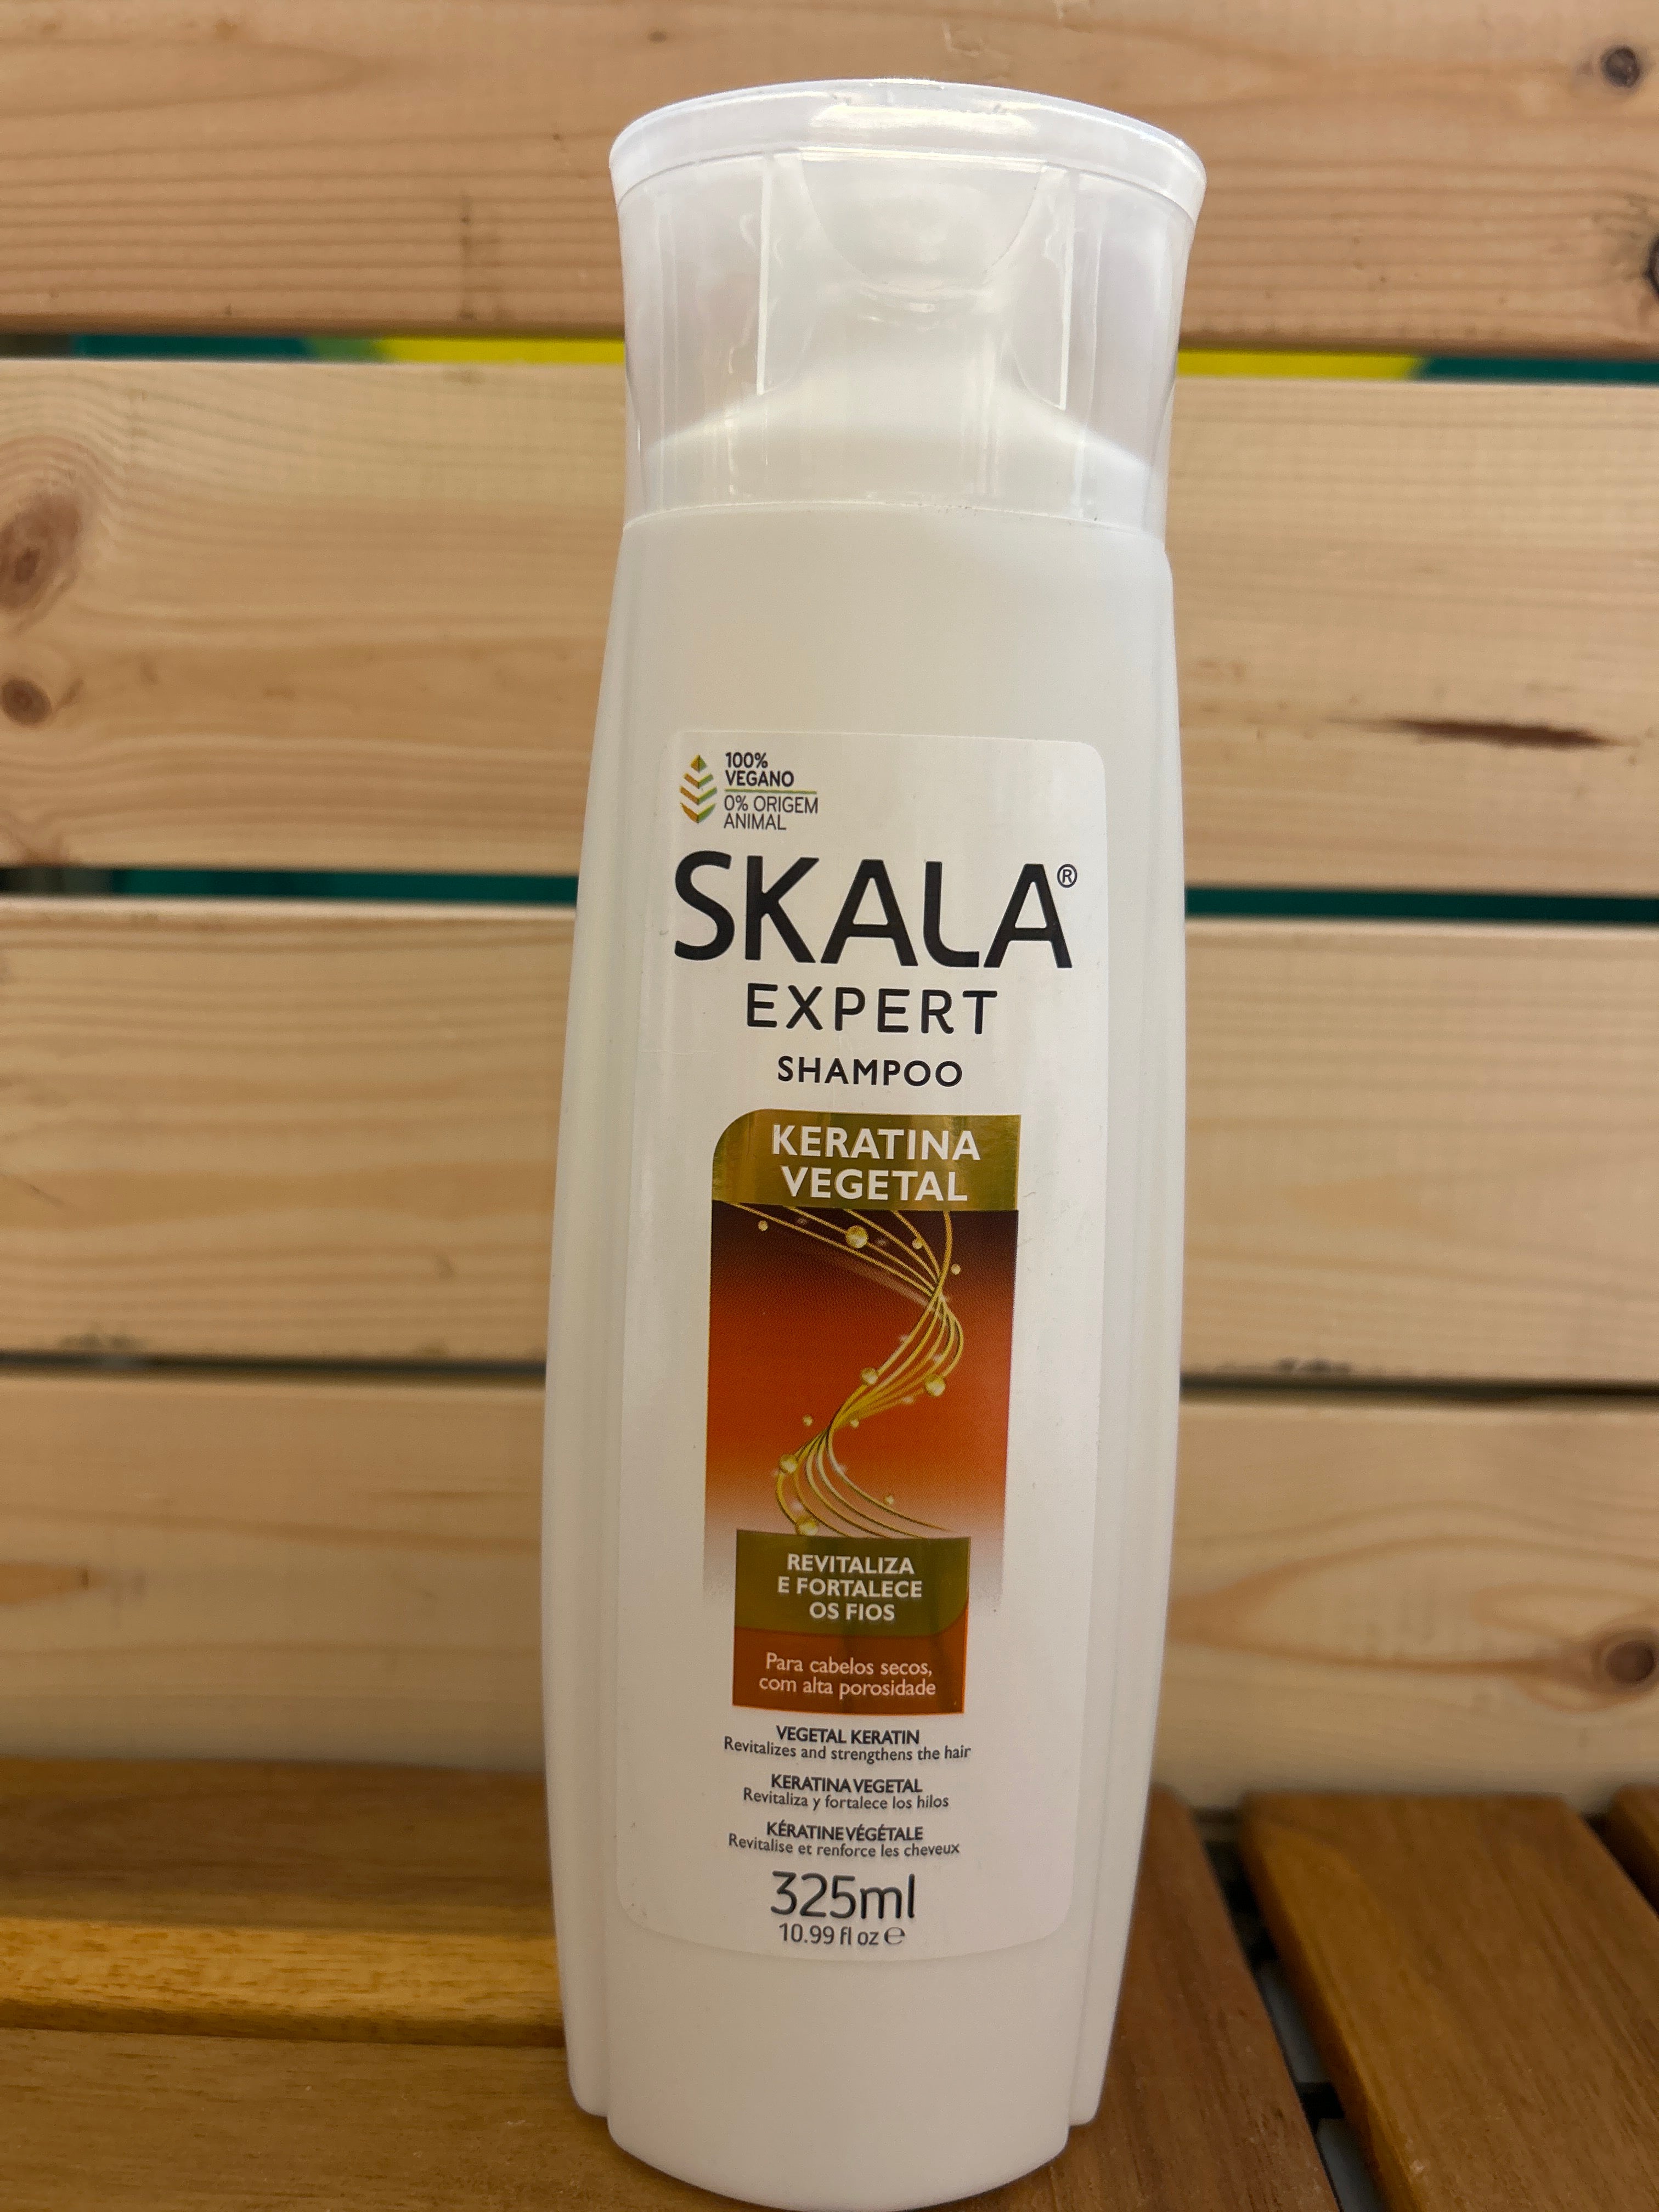 100%
VEGANO
0% ORIGEM
ANIMAL
SKALA®
EXPERT
SHAMPOO
KERATINA
VEGETAL
REVITALIZA
E FORTALECE
OS FIOS
Para cabelos secos,
com alta porosidade
VEGETAL KERATIN
Revitalizes and strengthens the hair
KERATINA VEGETAL
Revitaliza y fortalece los hilos
KÉRATINE VÉGÉTALE
Revitalise et renforce les cheveux
325ml
10.99 fl oz ℮